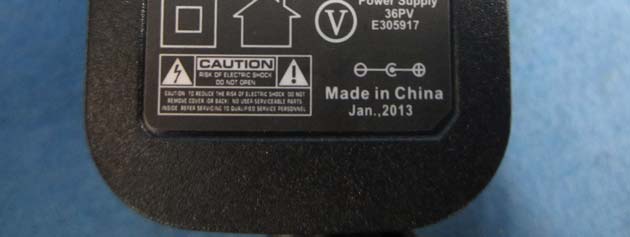 Power Supply
36PV
E305917
V
CAUTION
RISK OF ELECTRIC SHOCK
DO NOT OPEN
CAUTION: TO REDUCE THE RISK OF ELECTRIC SHOCK DO NOT
REMOVE COVER (OR BACK) NO USER SERVICEABLE PARTS
INSIDE REFER SERVICING TO QUALIFIED SERVICE PERSONNEL
Made in China
Jan.,2013